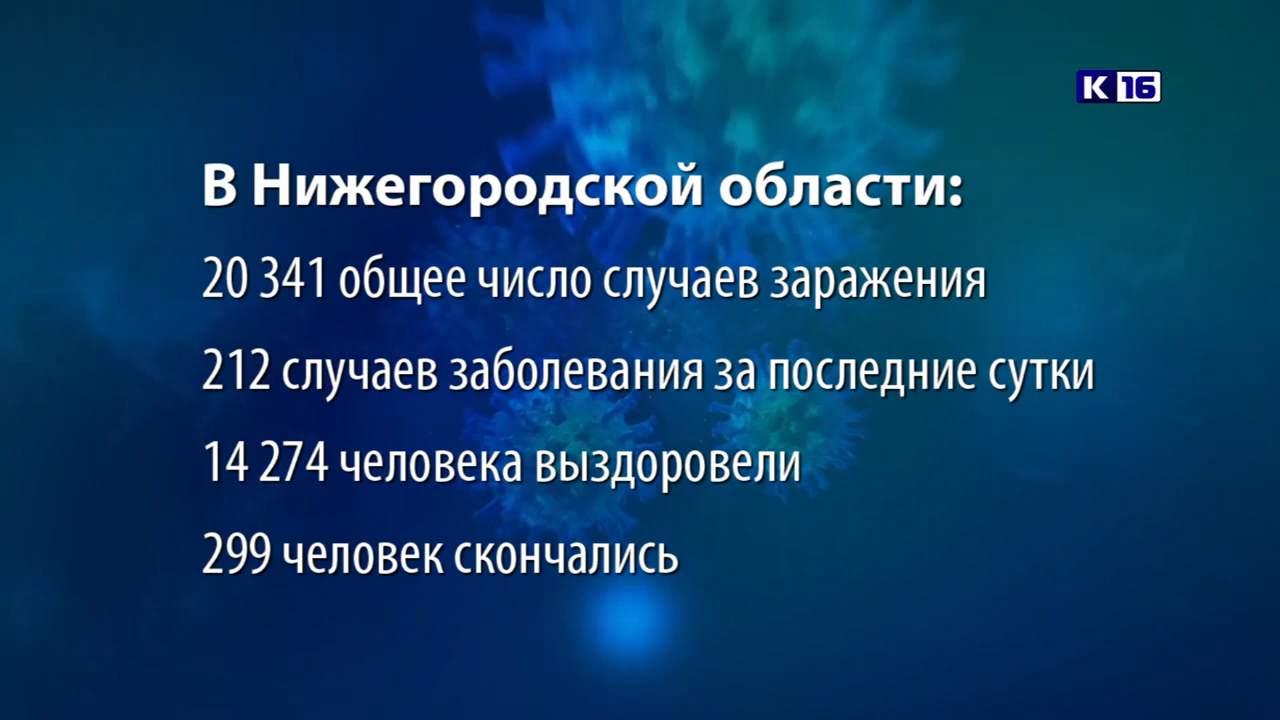 К 16
В Нижегородской области:
20 341 общее число случаев заражения
212 случаев заболевания за последние сутки
14 274 человека выздоровели
299 человек скончались